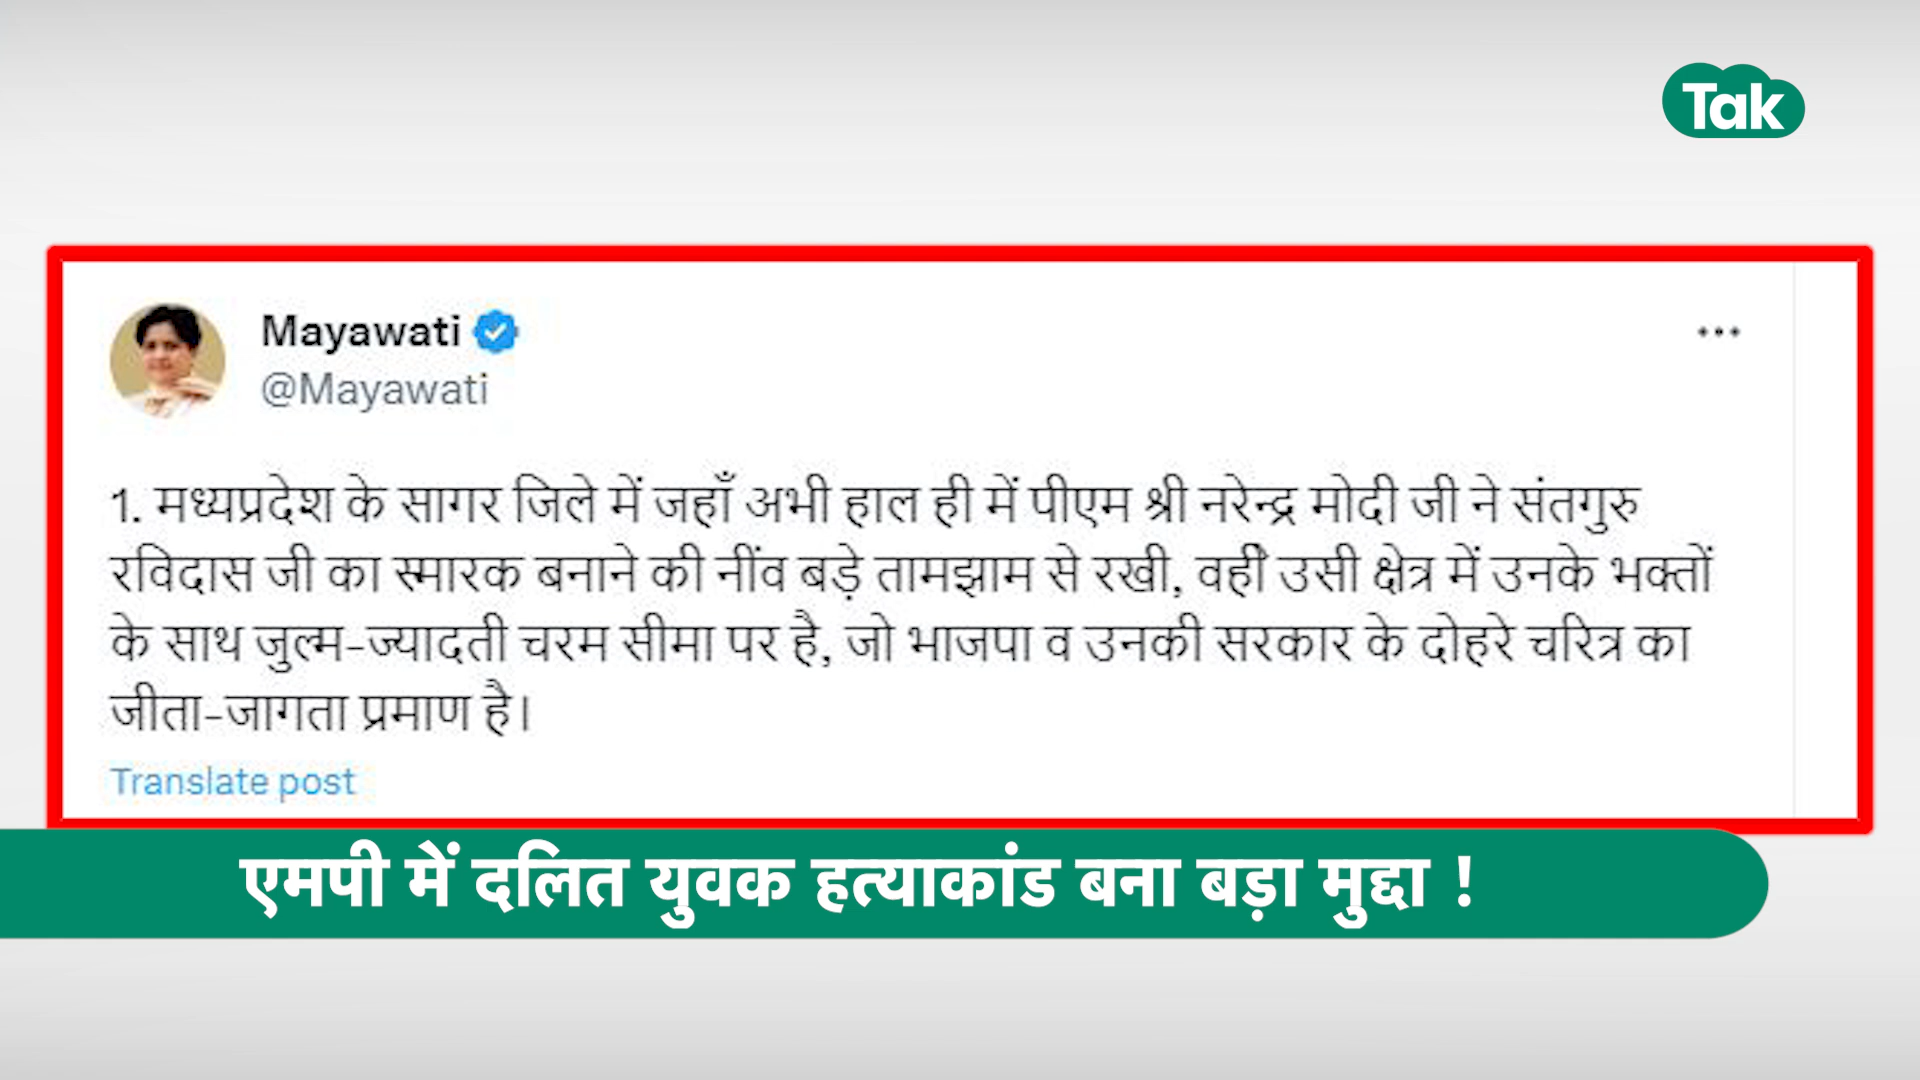 Tak
Mayawati
@Mayawati
1. मध्यप्रदेश के सागर जिले में जहाँ अभी हाल ही में पीएम श्री नरेन्द्र मोदी जी ने संतगुरु
रविदास जी का स्मारक बनाने की नींव बड़े तामझाम से रखी, वहीं उसी क्षेत्र में उनके भक्तों
के साथ जुल्म-ज्यादती चरम सीमा पर है, जो भाजपा व उनकी सरकार के दोहरे चरित्र का
जीता-जागता प्रमाण है।
Translate post
एमपी में दलित युवक हत्याकांड बना बड़ा मुद्दा !